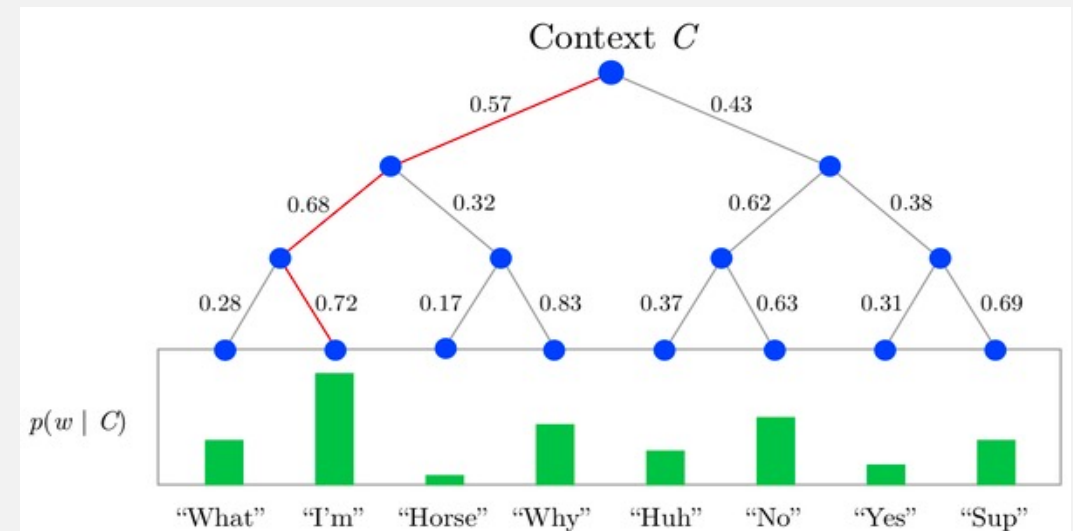 Context C
0.57 0.43
0.68 0.32 0.62 0.38
0.28 0.72 0.17 0.83 0.37 0.63 0.31 0.69
p(w | C)
“What” “I’m” “Horse” “Why” “Huh” “No” “Yes” “Sup”